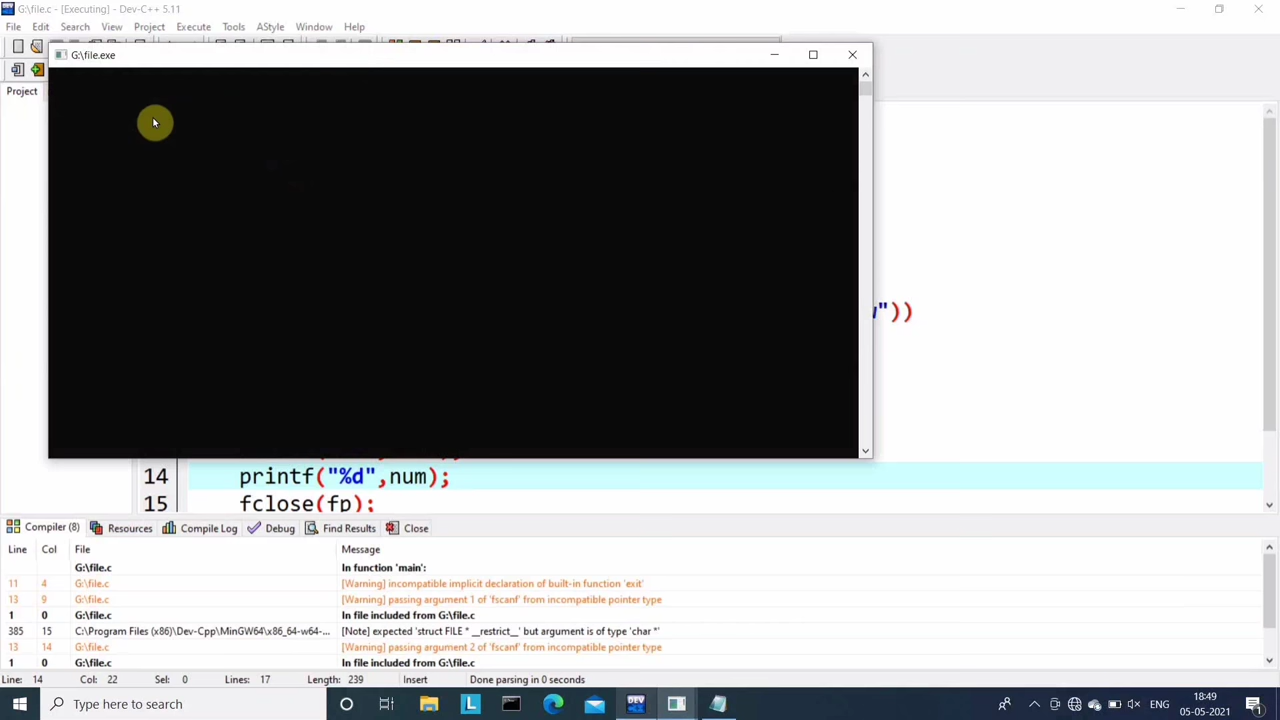 G:\file.c - [Executing] - Dev-C++ 5.11
File Edit Search View Project Execute Tools AStyle Window Help
G:\file.exe
Project
"))
14 printf("%d",num);
15 fclose(fp);
Compiler (8) Resources Compile Log Debug Find Results Close
Line Col File Message
G:\file.c In function 'main':
11 4 G:\file.c [Warning] incompatible implicit declaration of built-in function 'exit'
13 9 G:\file.c [Warning] passing argument 1 of 'fscanf' from incompatible pointer type
1 0 G:\file.c In file included from G:\file.c
385 15 C:\Program Files (x86)\Dev-Cpp\MinGW64\x86_64-w64-... [Note] expected 'struct FILE * __restrict__' but argument is of type 'char *'
13 14 G:\file.c [Warning] passing argument 2 of 'fscanf' from incompatible pointer type
1 0 G:\file.c In file included from G:\file.c
Line: 14 Col: 22 Sel: 0 Lines: 17 Length: 239 Insert Done parsing in 0 seconds
Type here to search
L
DEV
ENG
18:49
05-05-2021
1